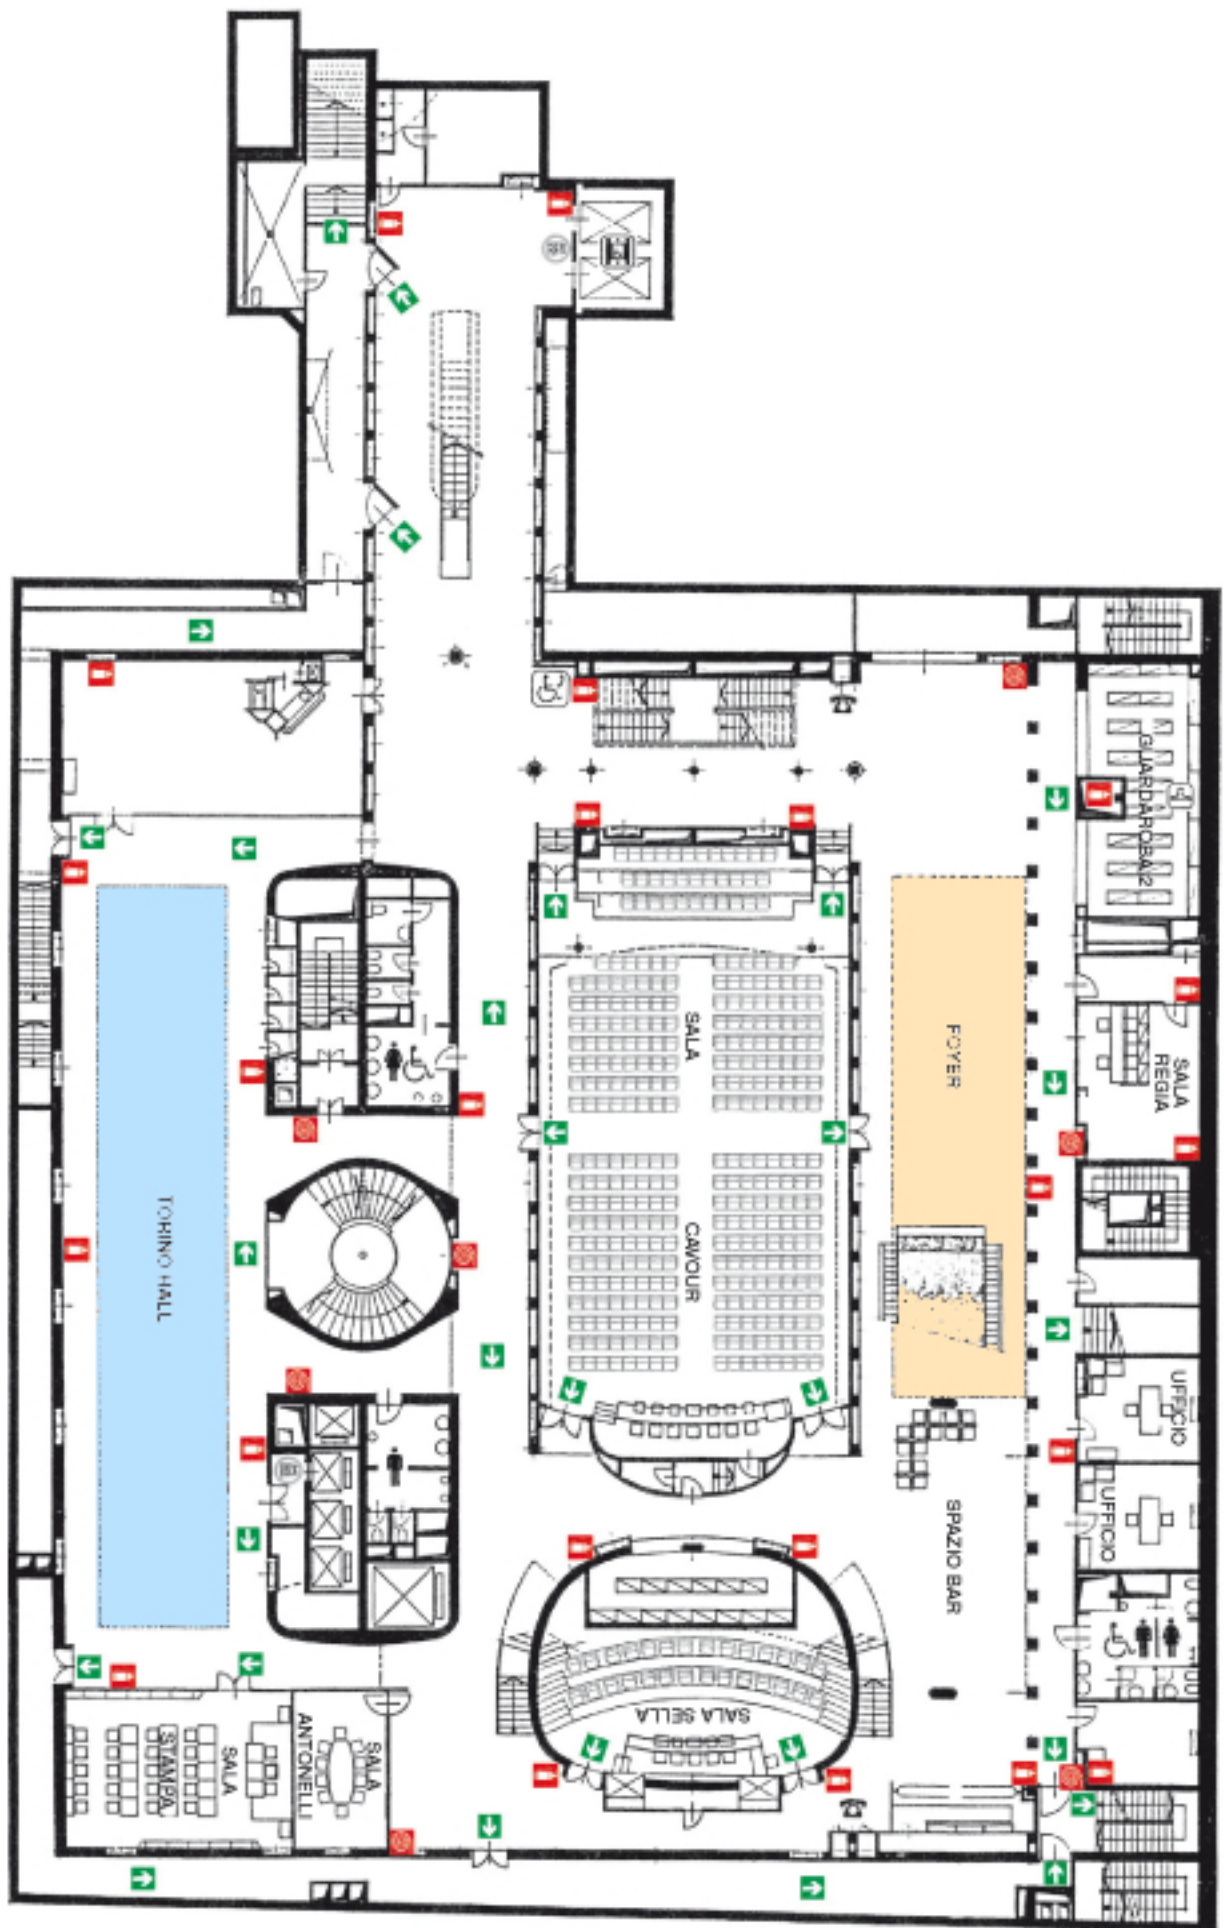 GUARDAROBA 2
SALA
REGIA
FOYER
SALA
CAVOUR
TORINO HALL
UFFICIO
UFFICIO
SPAZIO BAR
SALA SELLA
SALA
ANTONELLI
SALA
STAMPA